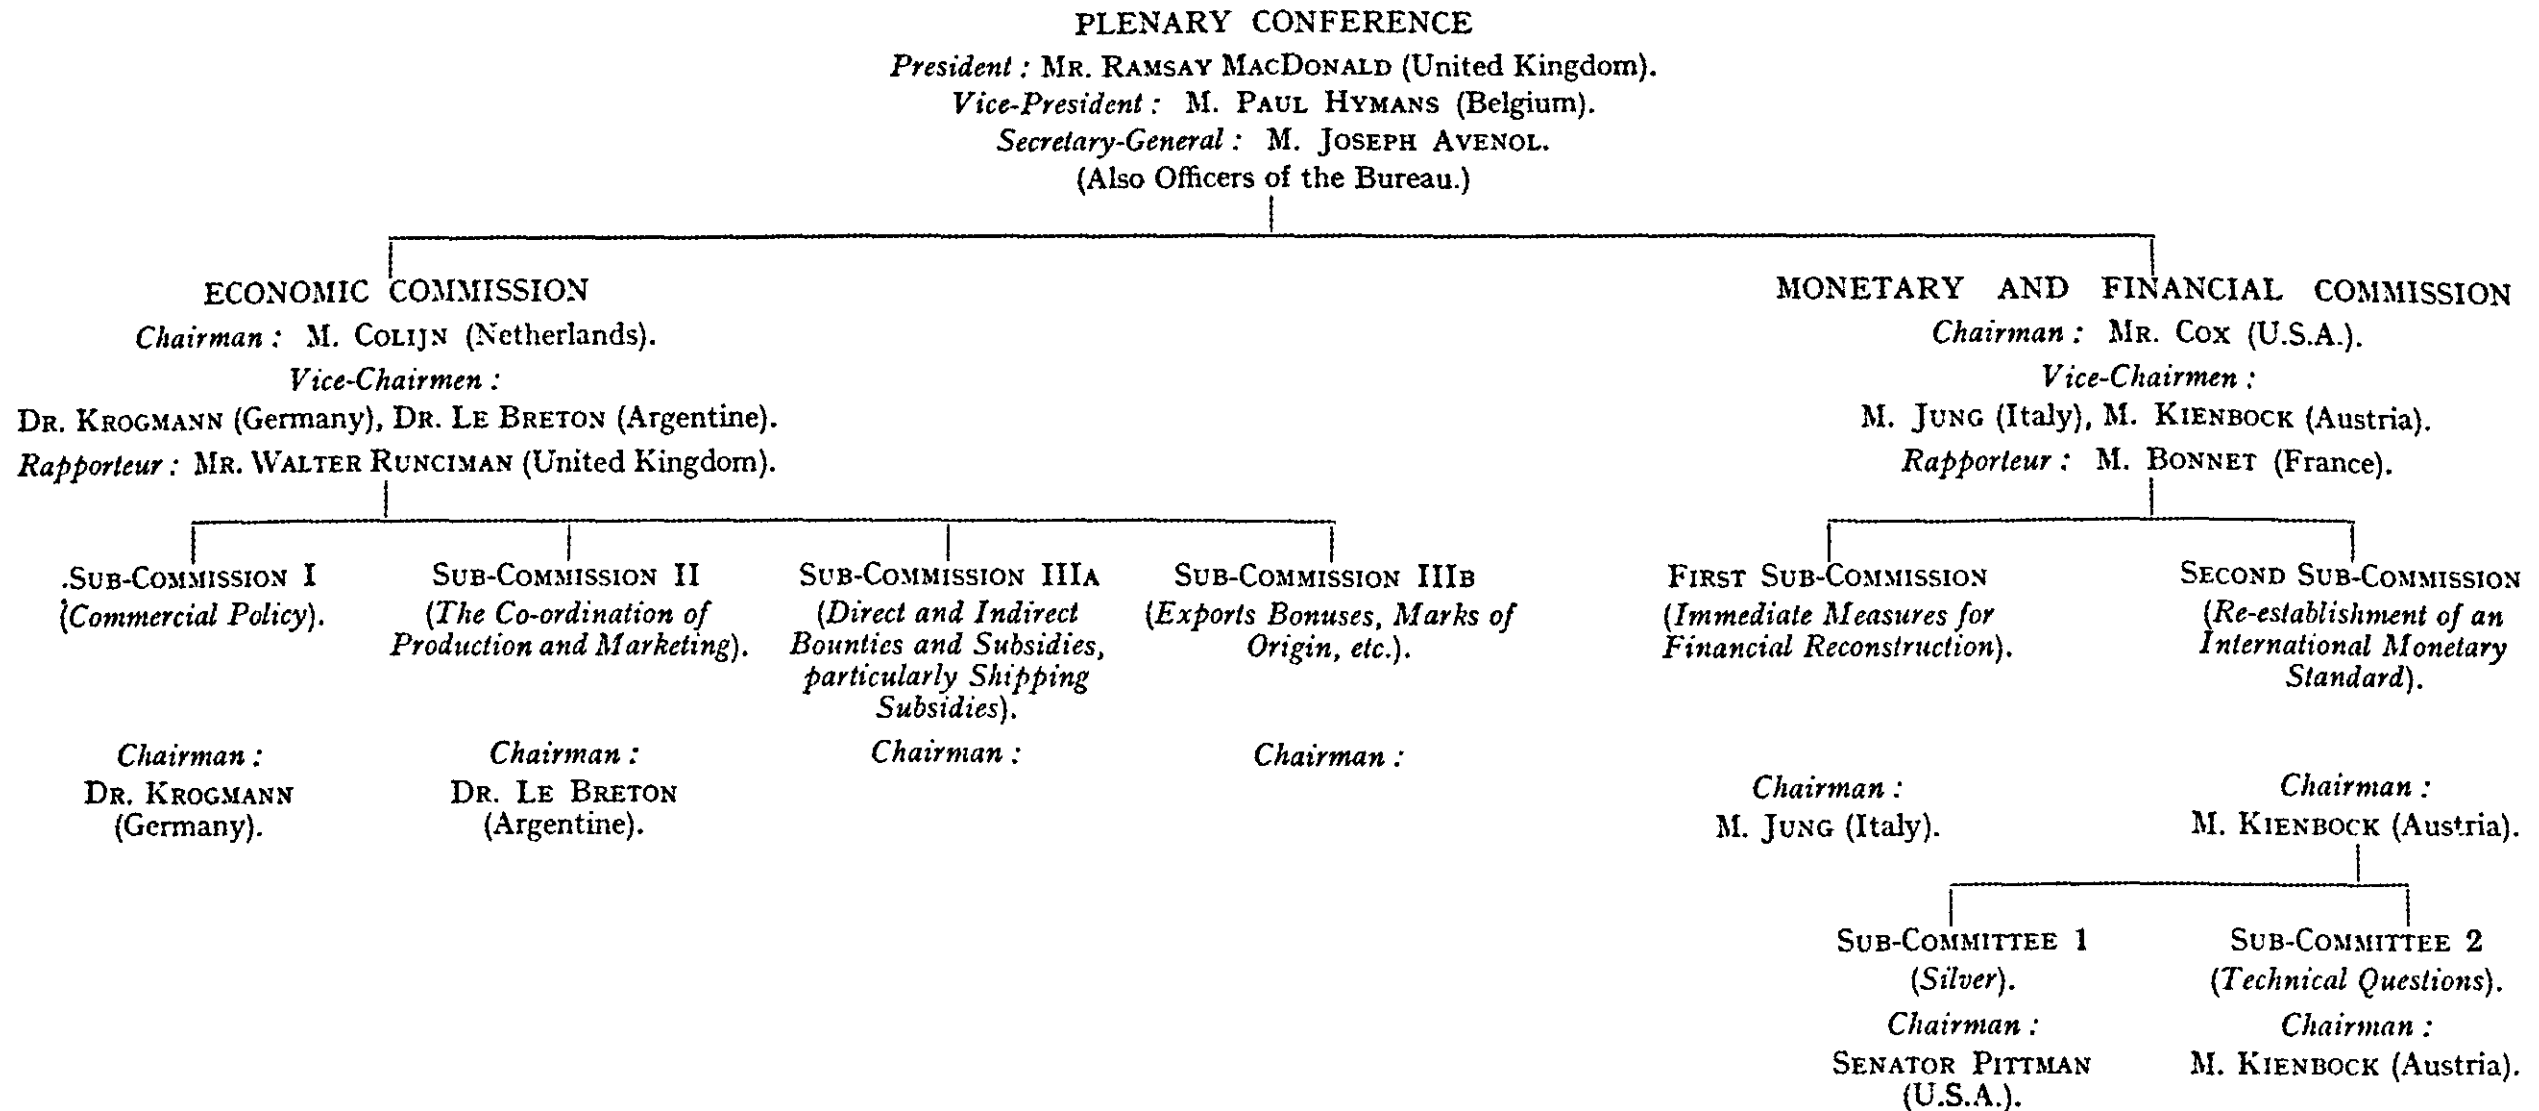 PLENARY CONFERENCE
President : MR. RAMSAY MACDONALD (United Kingdom).
Vice-President : M. PAUL HYMANS (Belgium).
Secretary-General : M. JOSEPH AVENOL.
(Also Officers of the Bureau.)
ECONOMIC COMMISSION
Chairman : M. COLIJN (Netherlands).
Vice-Chairmen :
DR. KROGMANN (Germany), DR. LE BRETON (Argentine).
Rapporteur : MR. WALTER RUNCIMAN (United Kingdom).
MONETARY AND FINANCIAL COMMISSION
Chairman : MR. COX (U.S.A.).
Vice-Chairmen :
M. JUNG (Italy), M. KIENBOCK (Austria).
Rapporteur : M. BONNET (France).
SUB-COMMISSION I
(Commercial Policy).
Chairman :
DR. KROGMANN
(Germany).
SUB-COMMISSION II
(The Co-ordination of
Production and Marketing).
Chairman :
DR. LE BRETON
(Argentine).
SUB-COMMISSION IIIA
(Direct and Indirect
Bounties and Subsidies,
particularly Shipping
Subsidies).
Chairman :
SUB-COMMISSION IIIB
(Exports Bonuses, Marks of
Origin, etc.).
Chairman :
FIRST SUB-COMMISSION
(Immediate Measures for
Financial Reconstruction).
Chairman :
M. JUNG (Italy).
SECOND SUB-COMMISSION
(Re-establishment of an
International Monetary
Standard).
Chairman :
M. KIENBOCK (Austria).
SUB-COMMITTEE 1
(Silver).
Chairman :
SENATOR PITTMAN
(U.S.A.).
SUB-COMMITTEE 2
(Technical Questions).
Chairman :
M. KIENBOCK (Austria).